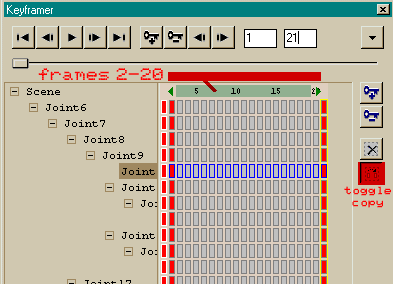 Keyframer
1 21
frames 2-20
5 10 15 2
Scene
Joint6
Joint7
Joint8
Joint9
Joint
Joint
Jo
Joint
Jo
Joint17
toggle
copy